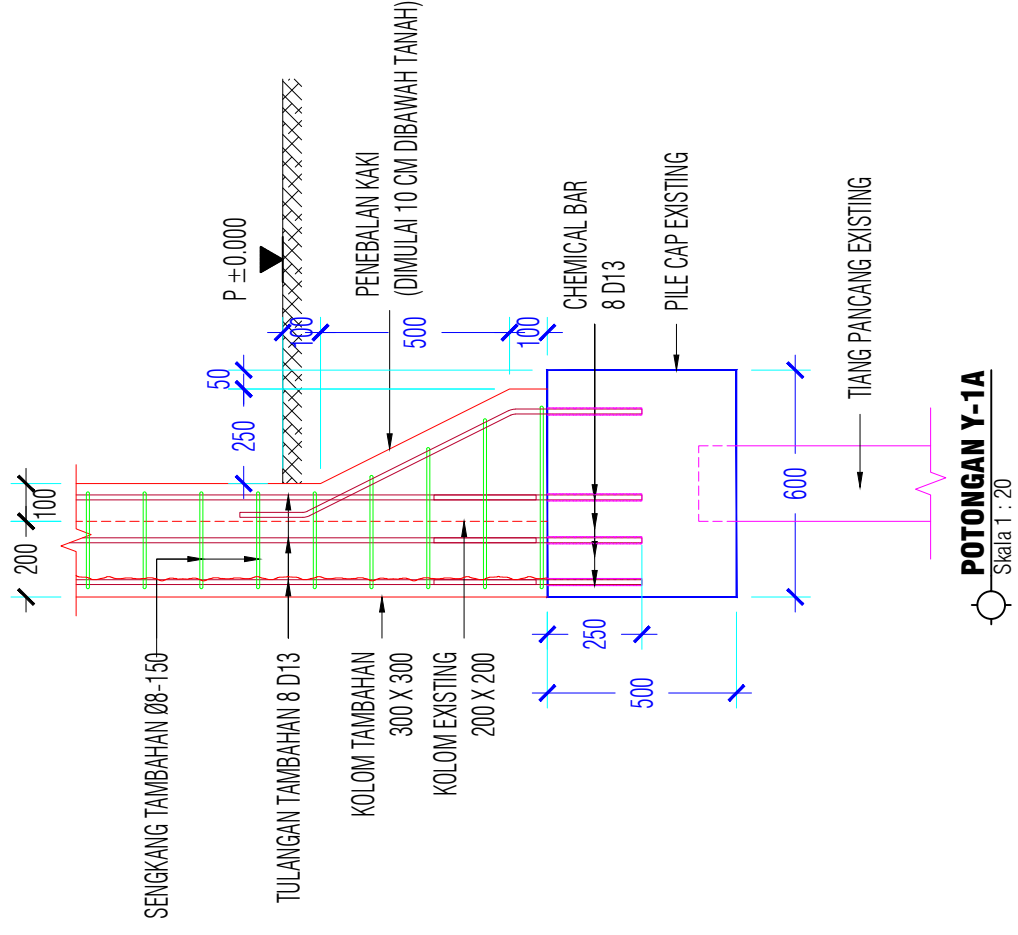 200
100
250
50
P ±0.000
100
500
100
PENEBALAN KAKI
(DIMULAI 10 CM DIBAWAH TANAH)
SENGKANG TAMBAHAN Ø8-150
TULANGAN TAMBAHAN 8 D13
KOLOM TAMBAHAN
300 X 300
KOLOM EXISTING
200 X 200
CHEMICAL BAR
8 D13
PILE CAP EXISTING
250
500
600
TIANG PANCANG EXISTING
POTONGAN Y-1A
Skala 1 : 20